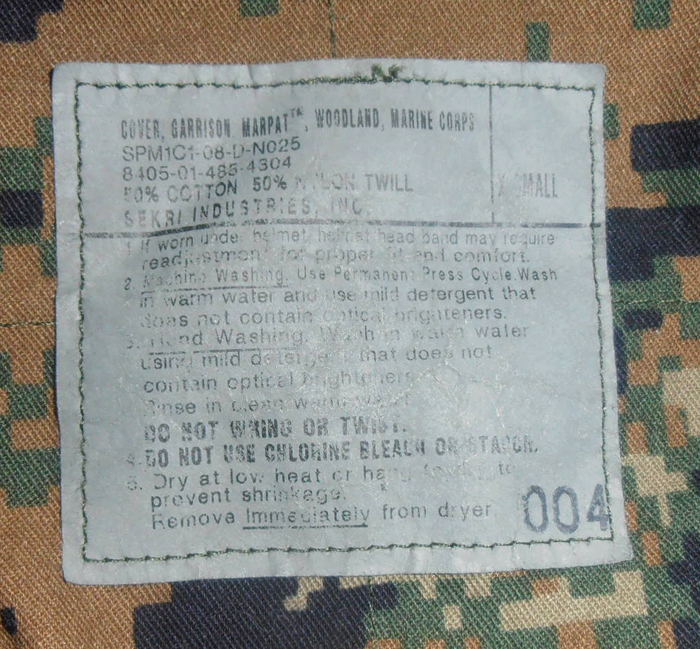 COVER, GARRISON, MARPAT™, WOODLAND, MARINE CORPS
SPM1C1-08-D-N025
8405-01-485-4304
50% COTTON 50% NYLON TWILL
X SMALL
SEKRI INDUSTRIES, INC.
1. If worn under helmet, helmet head band may require
readjustment for proper fit and comfort.
2. Machine Washing. Use Permanent Press Cycle. Wash
in warm water and use mild detergent that
does not contain optical brighteners.
3. Hand Washing. Wash in warm water
using mild detergent that does not
contain optical brighteners.
Rinse in clean warm water.
DO NOT WRING OR TWIST.
4. DO NOT USE CHLORINE BLEACH OR STARCH.
5. Dry at low heat or hang to
prevent shrinkage.
Remove Immediately from dryer
004